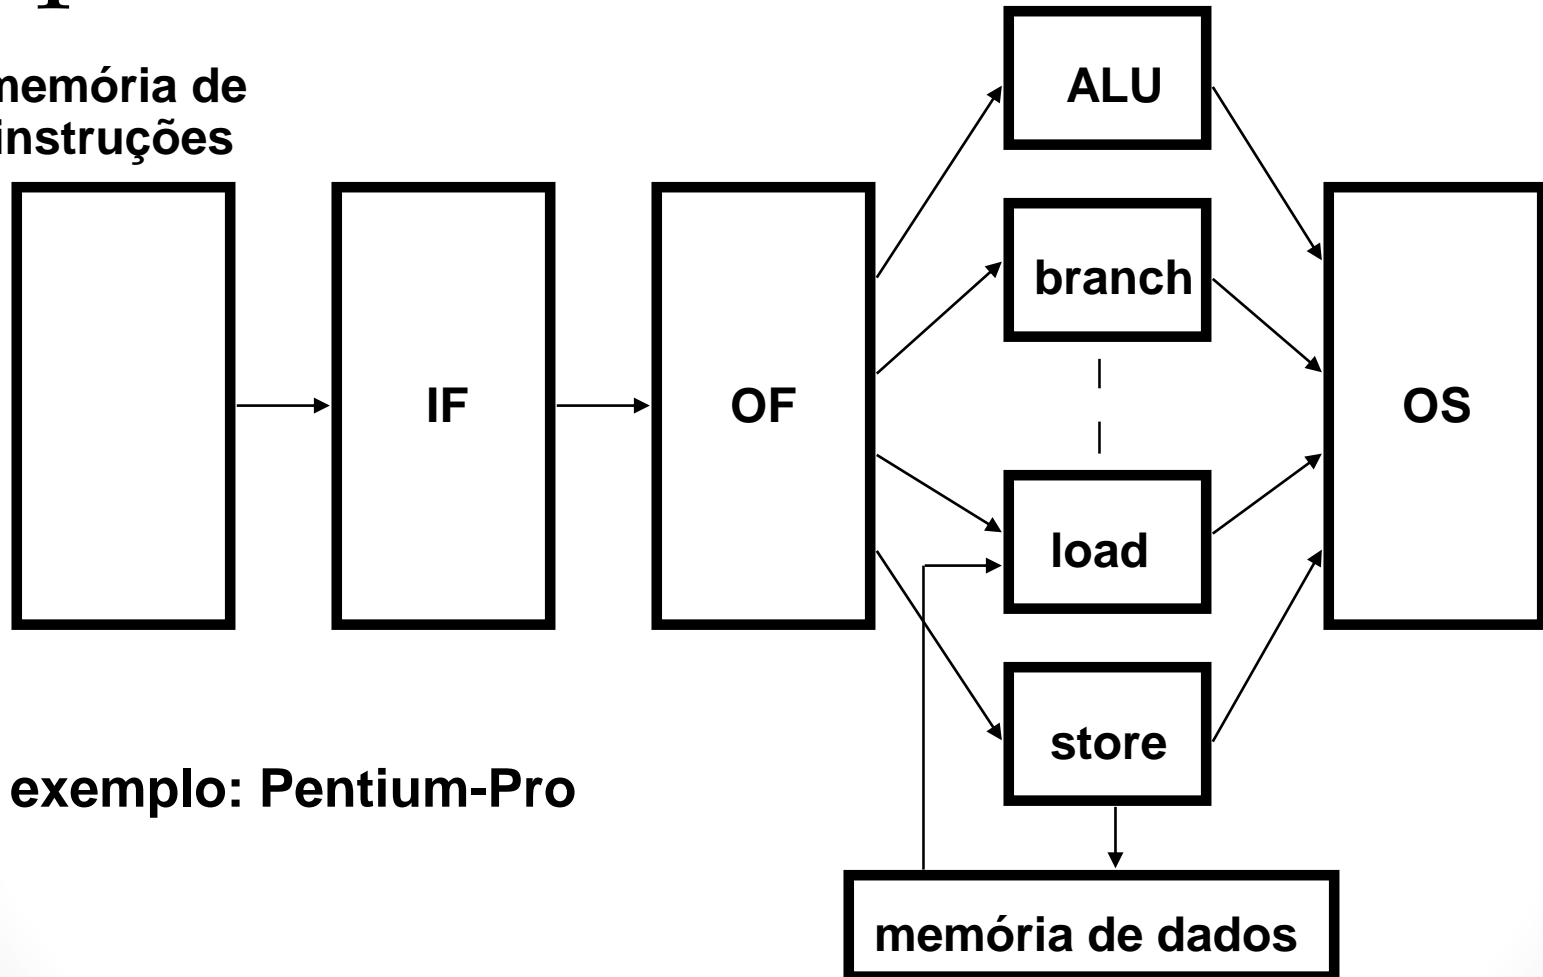 memória de
instruções
ALU
branch
IF
OF
OS
load
store
exemplo: Pentium-Pro
memória de dados